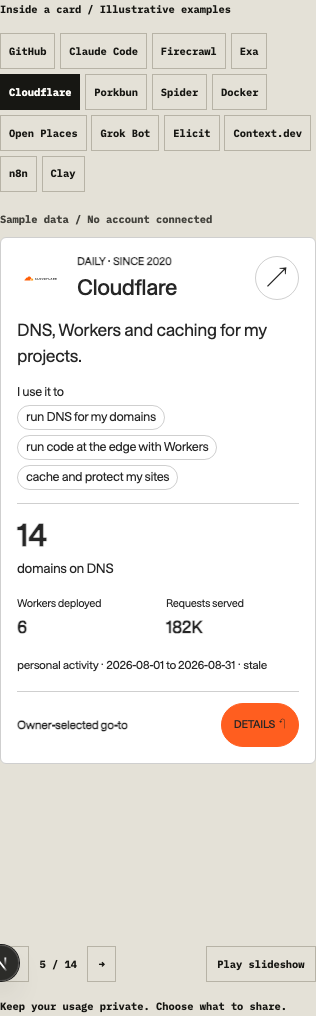 Inside a card / Illustrative examples
GitHub
Claude Code
Firecrawl
Exa
Cloudflare
Porkbun
Spider
Docker
Open Places
Grok Bot
Elicit
Context.dev
n8n
Clay
Sample data / No account connected
DAILY · SINCE 2020
Cloudflare
DNS, Workers and caching for my
projects.
I use it to
run DNS for my domains
run code at the edge with Workers
cache and protect my sites
14
domains on DNS
Workers deployed
Requests served
6
182K
personal activity · 2026-08-01 to 2026-08-31 · stale
Owner-selected go-to
DETAILS
5 / 14
→
Play slideshow
Keep your usage private. Choose what to share.